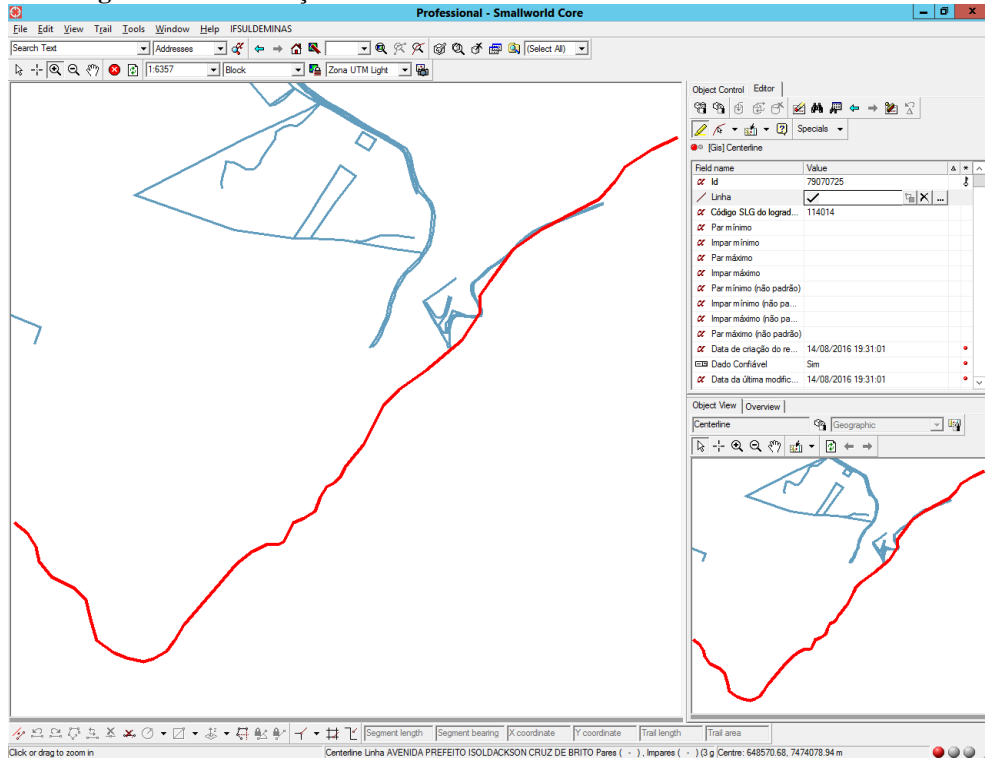 Professional - Smallworld Core
File Edit View Trail Tools Window Help IFSULDEMINAS
Search Text Addresses (Select All)
1:6357 Block Zona UTM Light
Object Control Editor
Specials
[Gis] Centerline
Field name Value
Id 79070725
Linha ...
Código SLG do lograd... 114014
Par mínimo
Impar mínimo
Par máximo
Impar máximo
Par mínimo (não padrão)
Impar mínimo (não pa...
Impar máximo (não pa...
Par máximo (não padrão)
Data de criação do re... 14/08/2016 19:31:01
Dado Confiável Sim
Data da última modific... 14/08/2016 19:31:01
Object View Overview
Centerline Geographic
Segment length Segment bearing X coordinate Y coordinate Trail length Trail area
Click or drag to zoom in Centerline Linha AVENIDA PREFEITO ISOLDACKSON CRUZ DE BRITO Pares ( - ) , Impares ( - ) (3 g Centre: 648570.68, 7474078.94 m